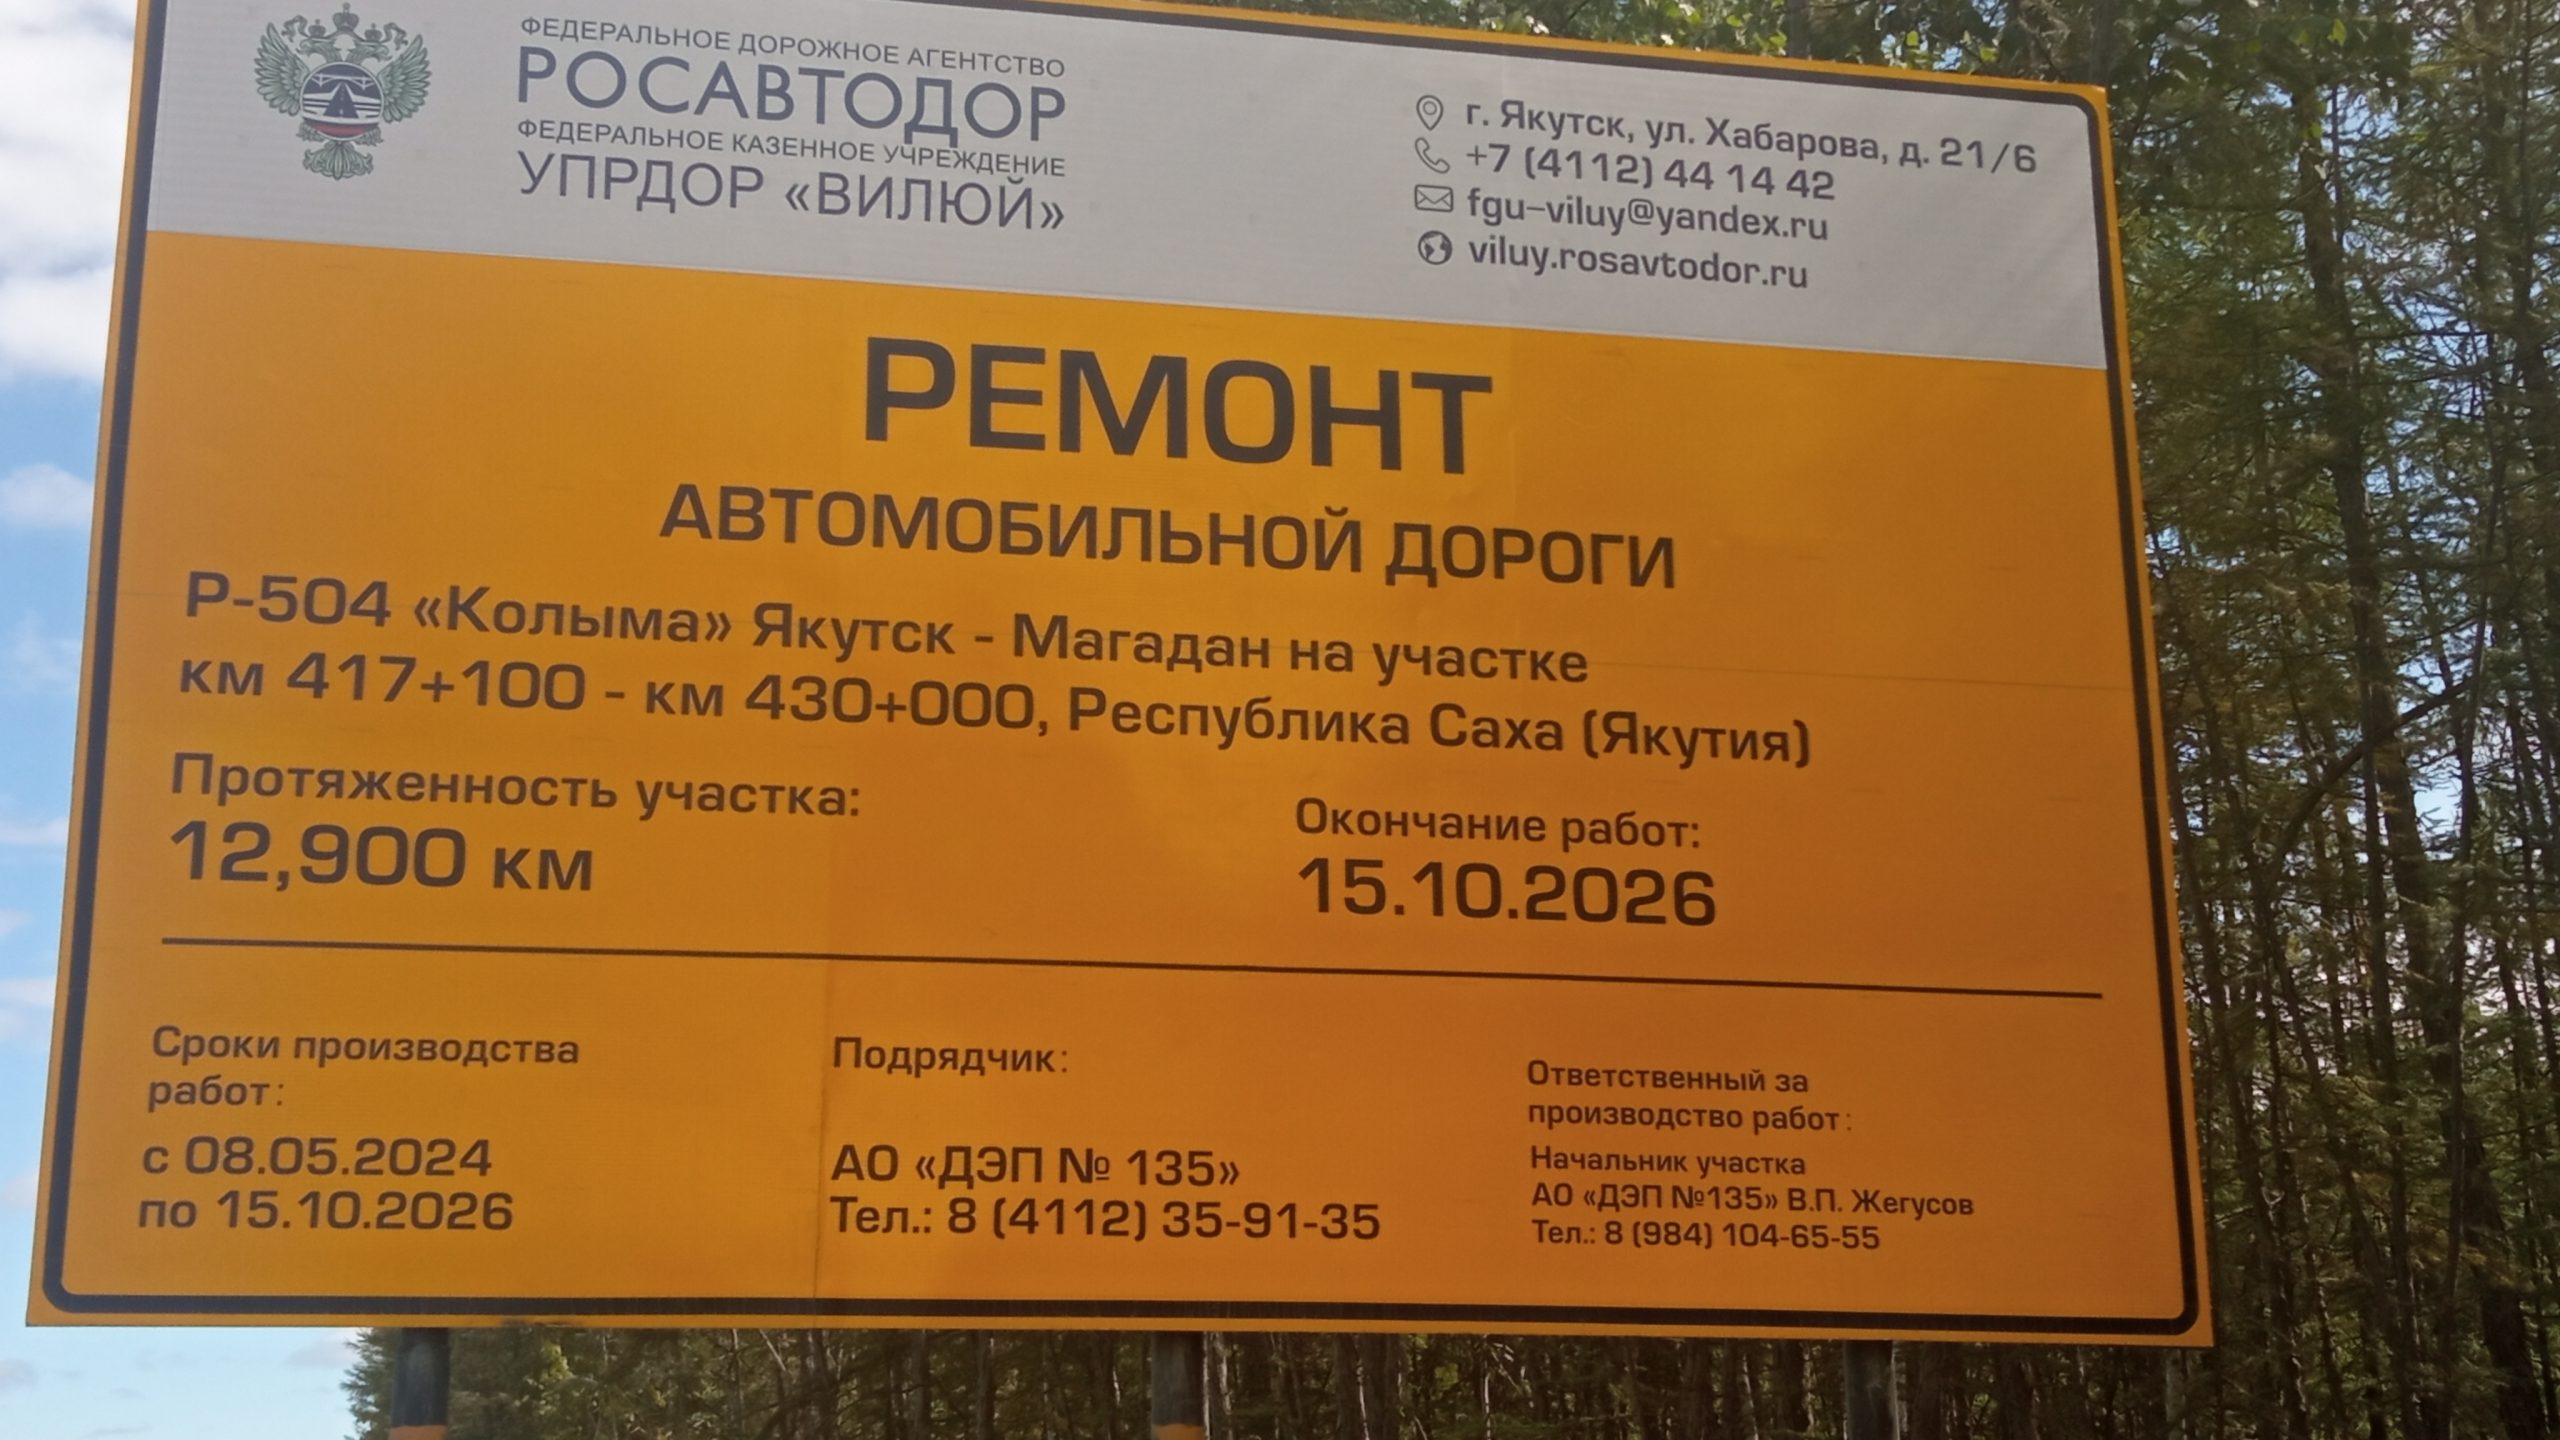 ФЕДЕРАЛЬНОЕ ДОРОЖНОЕ АГЕНТСТВО
РОСАВТОДОР
ФЕДЕРАЛЬНОЕ КАЗЕННОЕ УЧРЕЖДЕНИЕ
УПРДОР «ВИЛЮЙ»
г. Якутск, ул. Хабарова, д. 21/6
+7 (4112) 44 14 42
fgu-viluy@yandex.ru
viluy.rosavtodor.ru
РЕМОНТ
АВТОМОБИЛЬНОЙ ДОРОГИ
Р-504 «Колыма» Якутск - Магадан на участке
км 417+100 - км 430+000, Республика Саха (Якутия)
Протяженность участка:
12,900 км
Окончание работ:
15.10.2026
Сроки производства
работ:
с 08.05.2024
по 15.10.2026
Подрядчик:
АО «ДЭП № 135»
Тел.: 8 (4112) 35-91-35
Ответственный за
производство работ:
Начальник участка
АО «ДЭП №135» В.П. Жегусов
Тел.: 8 (984) 104-65-55